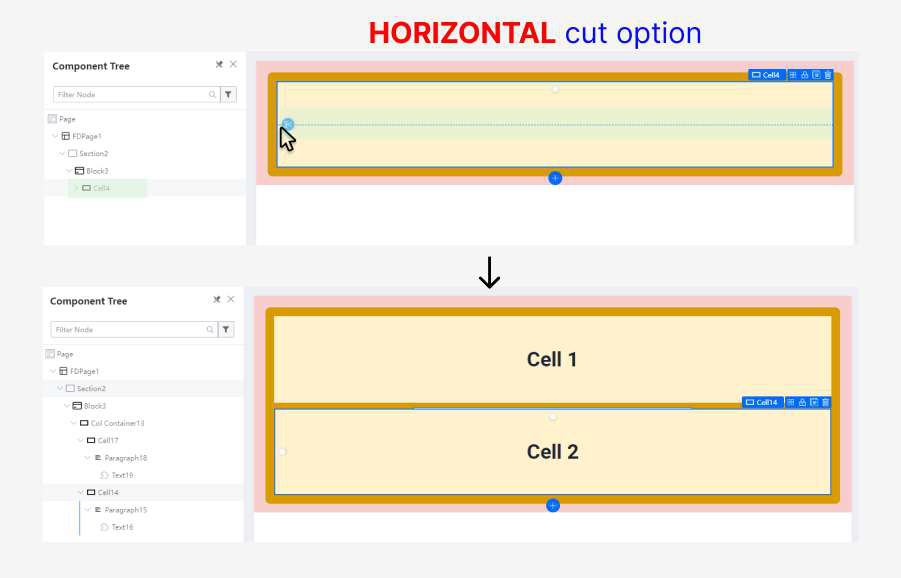 HORIZONTAL cut option
Component Tree
Filter Node
Page
FDPage1
Section2
Block3
Cell4
Cell4
Component Tree
Filter Node
Page
FDPage1
Section2
Block3
Col Container13
Cell17
Paragraph18
Text19
Cell14
Paragraph15
Text16
Cell 1
Cell14
Cell 2